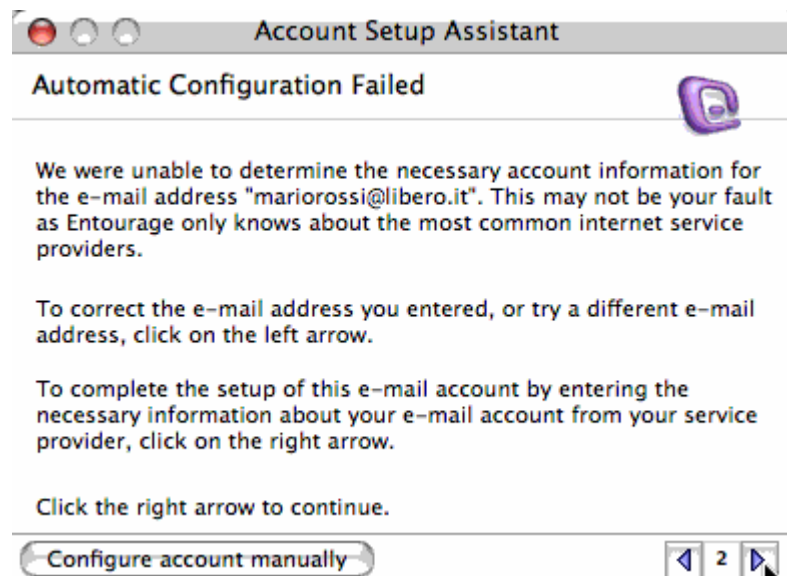 Account Setup Assistant
Automatic Configuration Failed
We were unable to determine the necessary account information for
the e-mail address "mariorossi@libero.it". This may not be your fault
as Entourage only knows about the most common internet service
providers.
To correct the e-mail address you entered, or try a different e-mail
address, click on the left arrow.
To complete the setup of this e-mail account by entering the
necessary information about your e-mail account from your service
provider, click on the right arrow.
Click the right arrow to continue.
Configure account manually
2